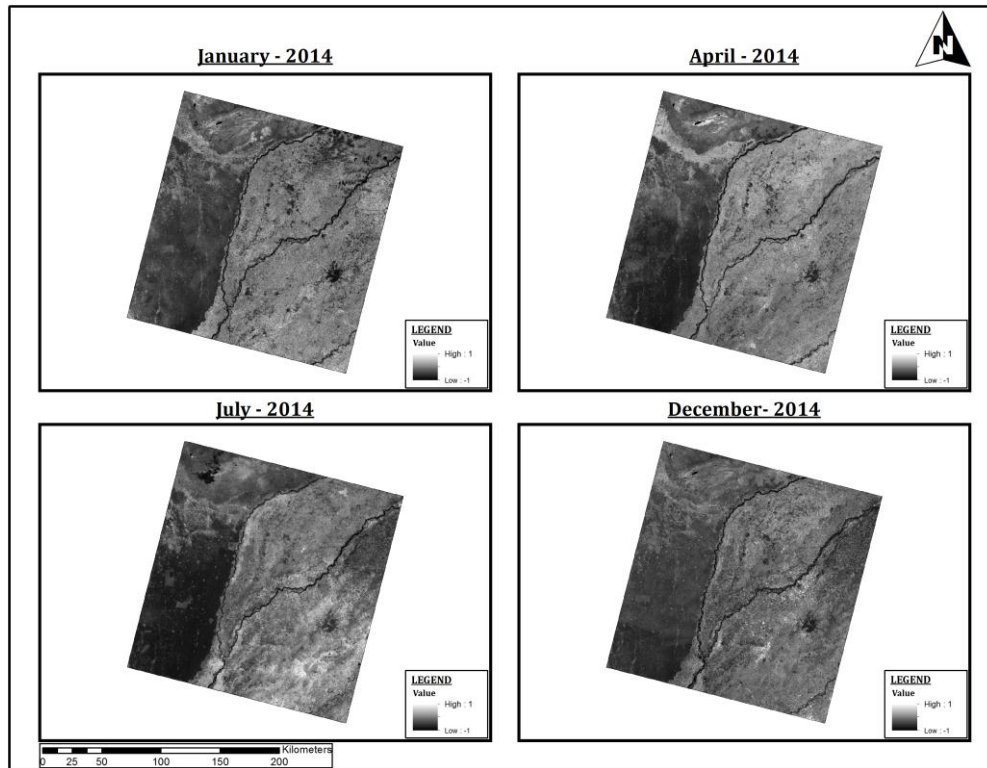 N
January - 2014
April - 2014
LEGEND
Value
High : 1
Low : -1
LEGEND
Value
High : 1
Low : -1
July - 2014
December- 2014
LEGEND
Value
High : 1
Low : -1
LEGEND
Value
High : 1
Low : -1
Kilometers
0 25 50 100 150 200